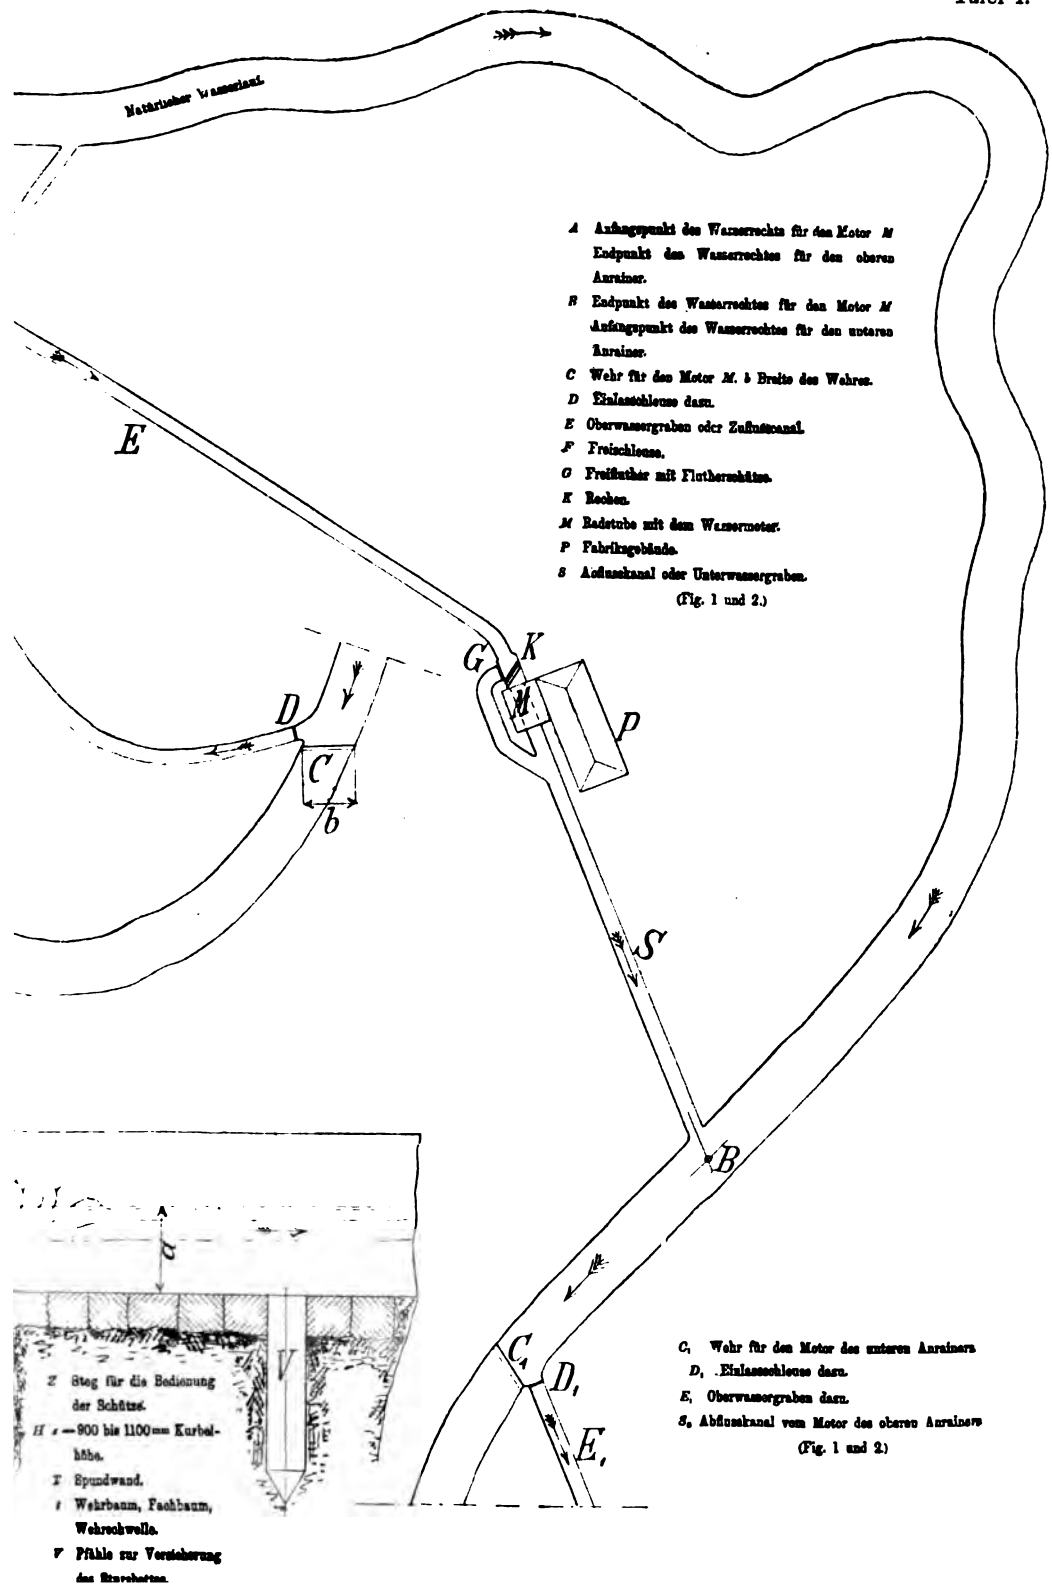 Tafel I.
Natürlicher Wasserlauf.
A Anfangspunkt des Wasserrechts für den Motor M
Endpunkt des Wasserrechtes für den oberen
Anrainer.
B Endpunkt des Wasserrechtes für den Motor M
Anfangspunkt des Wasserrechtes für den unteren
Anrainer.
C Wehr für den Motor M. b Breite des Wehres.
D Einlassschleuse dazu.
E Oberwassergraben oder Zuflusscanal.
F Freischleuse.
G Freifluther mit Flutherschütze.
K Rechen.
M Radstube mit dem Wassermotor.
P Fabriksgebäude.
S Abflusskanal oder Unterwassergraben.
(Fig. 1 und 2.)
E
G
K
M
P
D
C
b
S
B
A
d
V
C₁
D₁
E₁
Z Steg für die Bedienung
der Schütze.
H s = 900 bis 1100 mm Kurbel-
höhe.
T Spundwand.
t Wehrbaum, Fachbaum,
Wehrschwelle.
V Pfähle zur Versicherung
des Sturzbettes.
C₁ Wehr für den Motor des unteren Anrainers
D₁ Einlassschleuse dazu.
E₁ Oberwassergraben dazu.
S₀ Abflusskanal vom Motor des oberen Anrainers
(Fig. 1 und 2.)